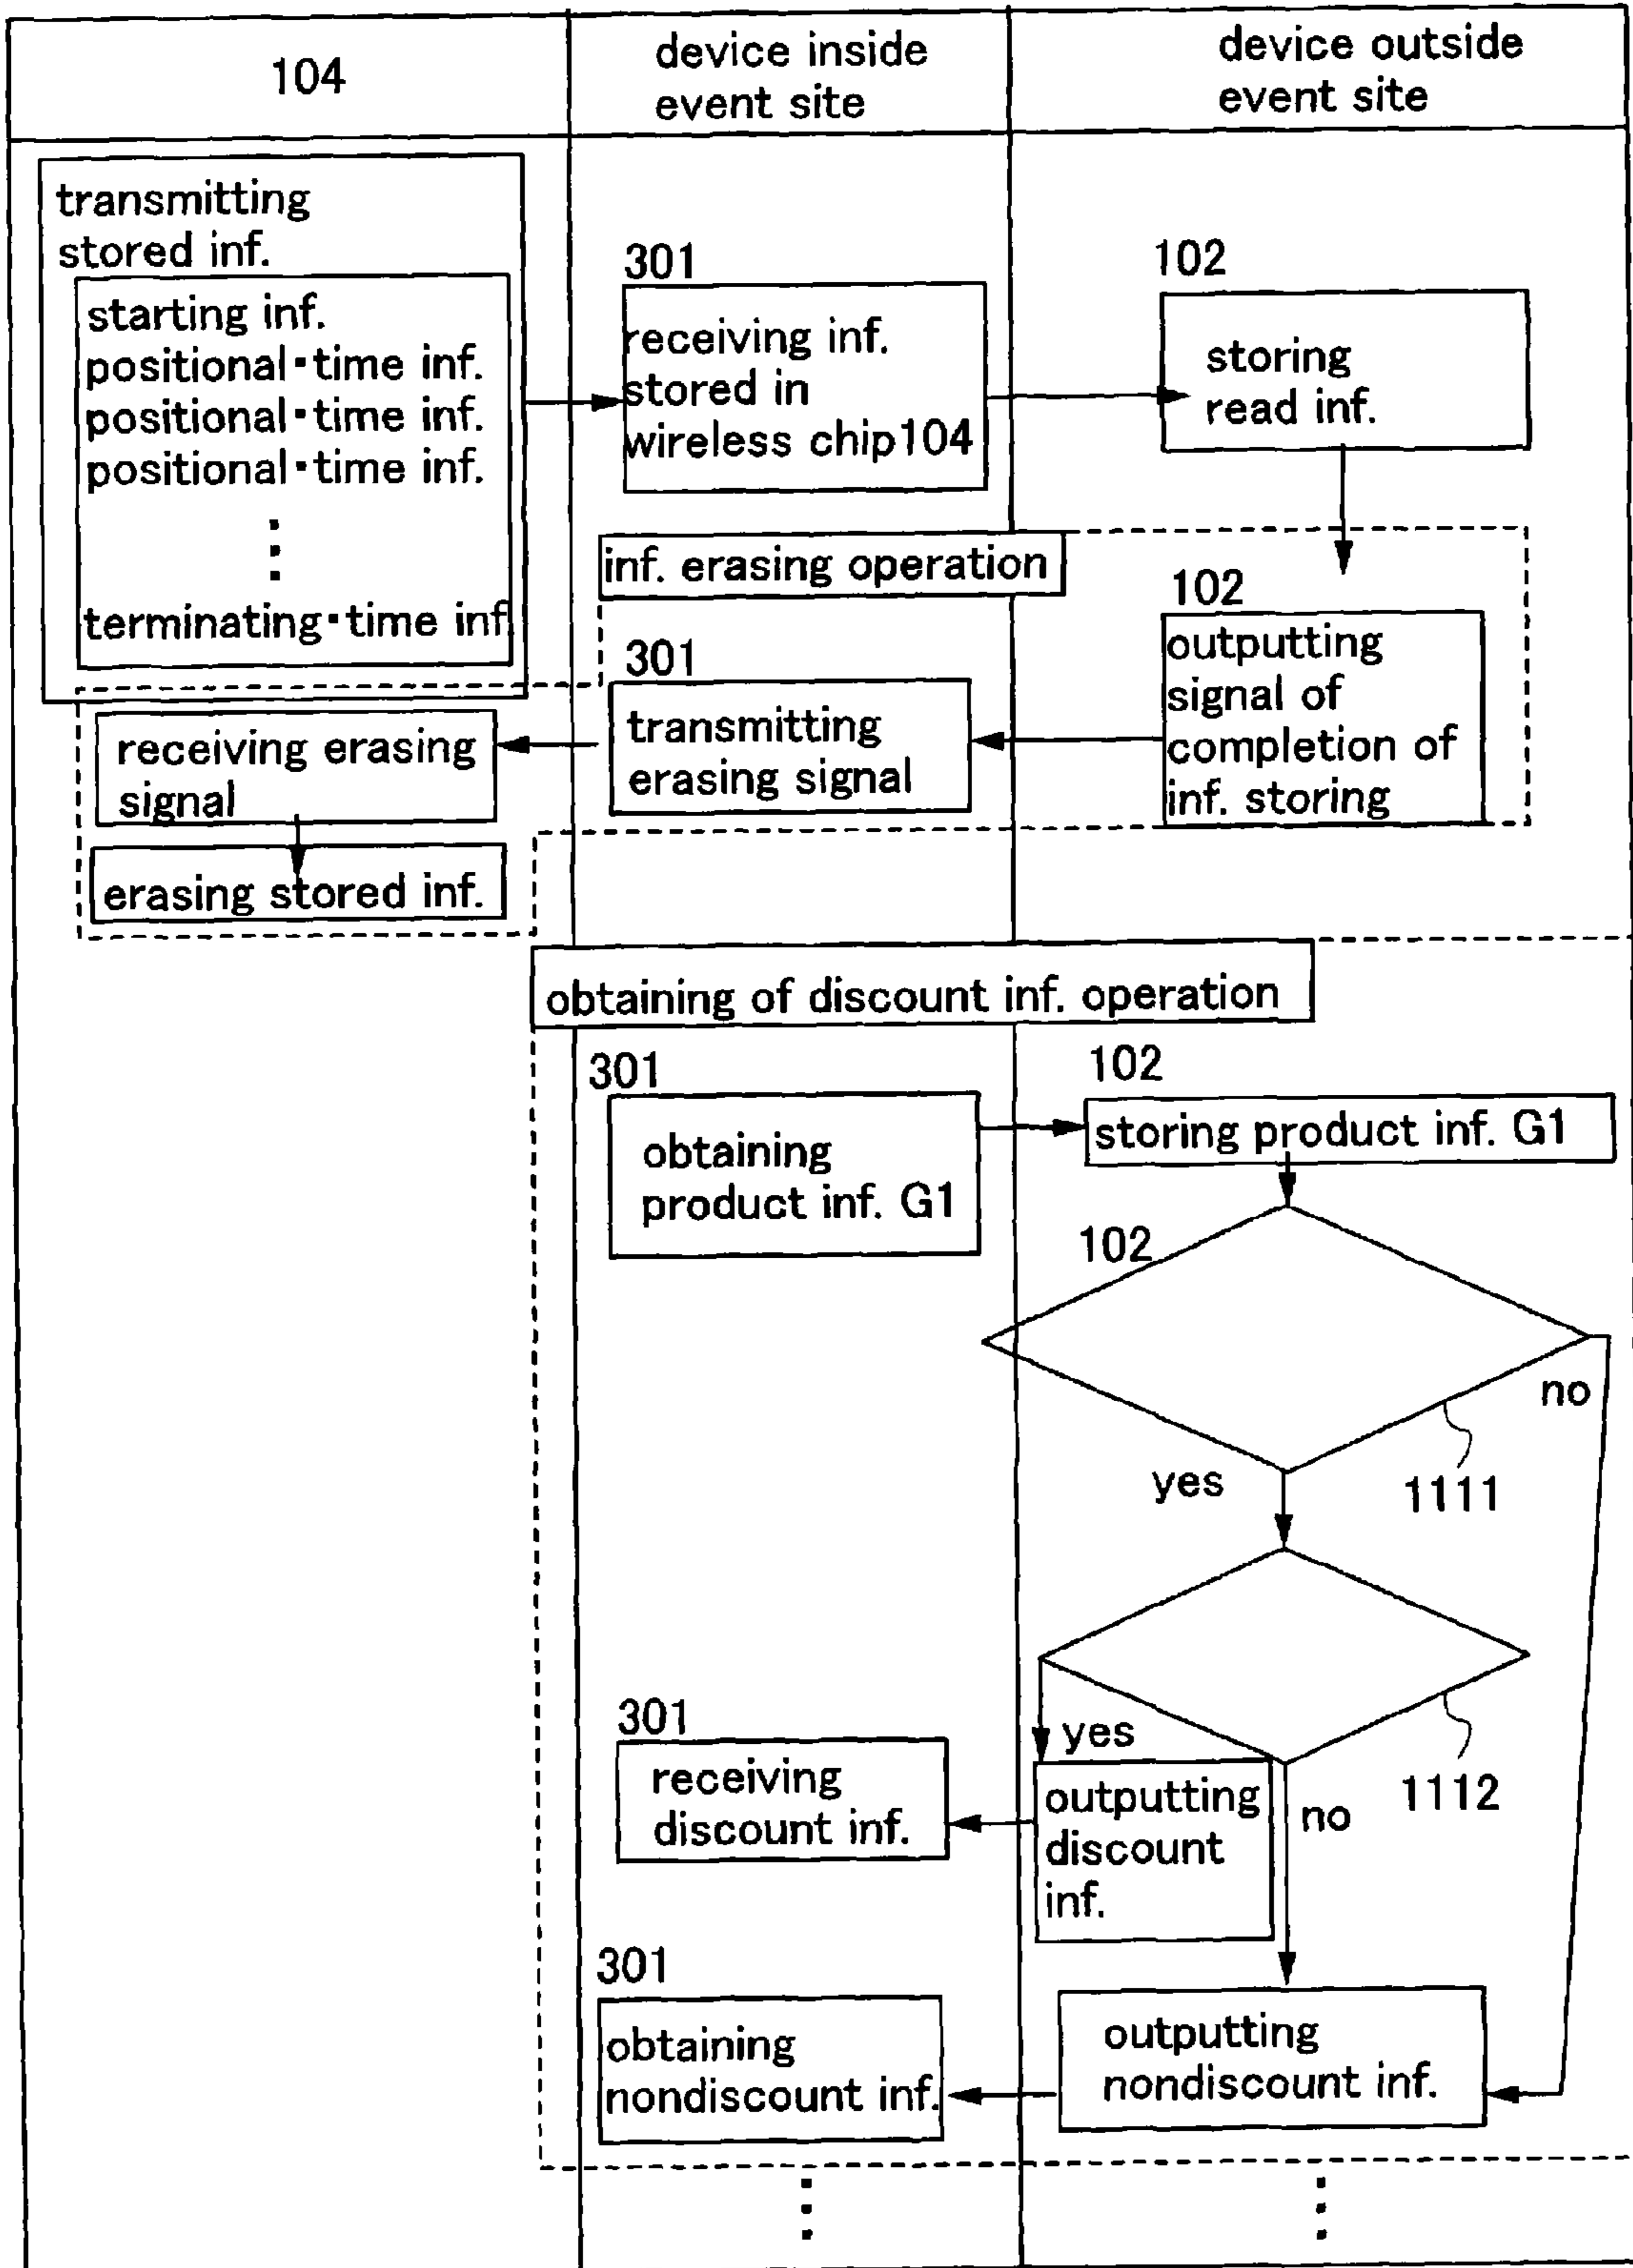 104
device inside
event site
device outside
event site
transmitting
stored inf.
starting inf.
positional·time inf.
positional·time inf.
positional·time inf.
terminating·time inf
301
receiving inf.
stored in
wireless chip104
102
storing
read inf.
inf. erasing operation
102
outputting
signal of
completion of
inf. storing
301
transmitting
erasing signal
receiving erasing
signal
erasing stored inf.
obtaining of discount inf. operation
301
obtaining
product inf. G1
102
storing product inf. G1
102
no
yes
1111
yes
no
1112
301
receiving
discount inf.
outputting
discount
inf.
301
obtaining
nondiscount inf.
outputting
nondiscount inf.